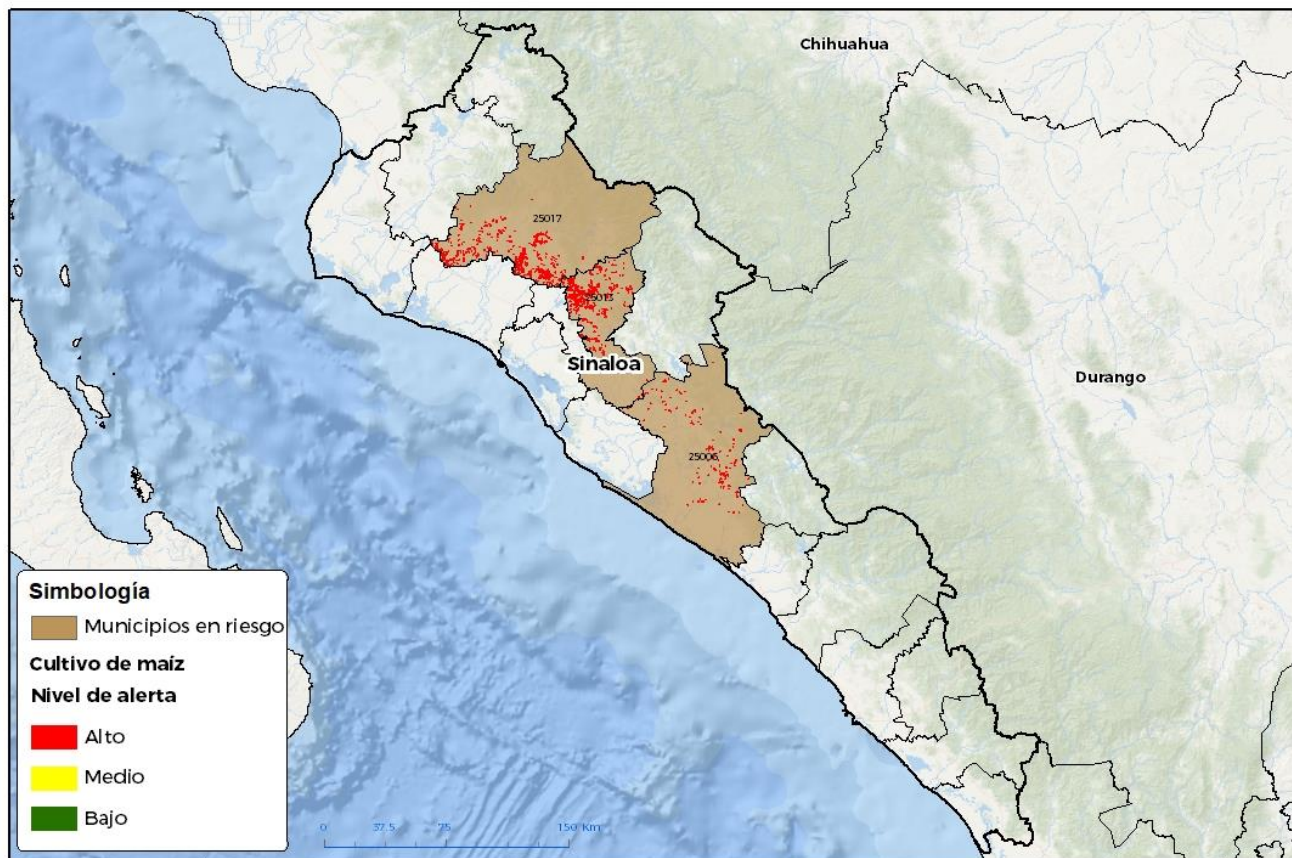 Chihuahua
25017
25013
Sinaloa
Durango
25006
Simbología
Municipios en riesgo
Cultivo de maíz
Nivel de alerta
Alto
Medio
Bajo
0 37.5 75 150 Km